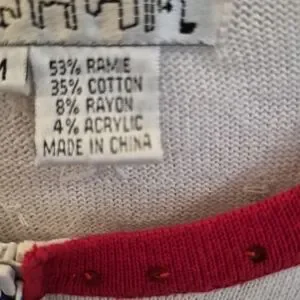 M
53% RAMIE
35% COTTON
8% RAYON
4% ACRYLIC
MADE IN CHINA